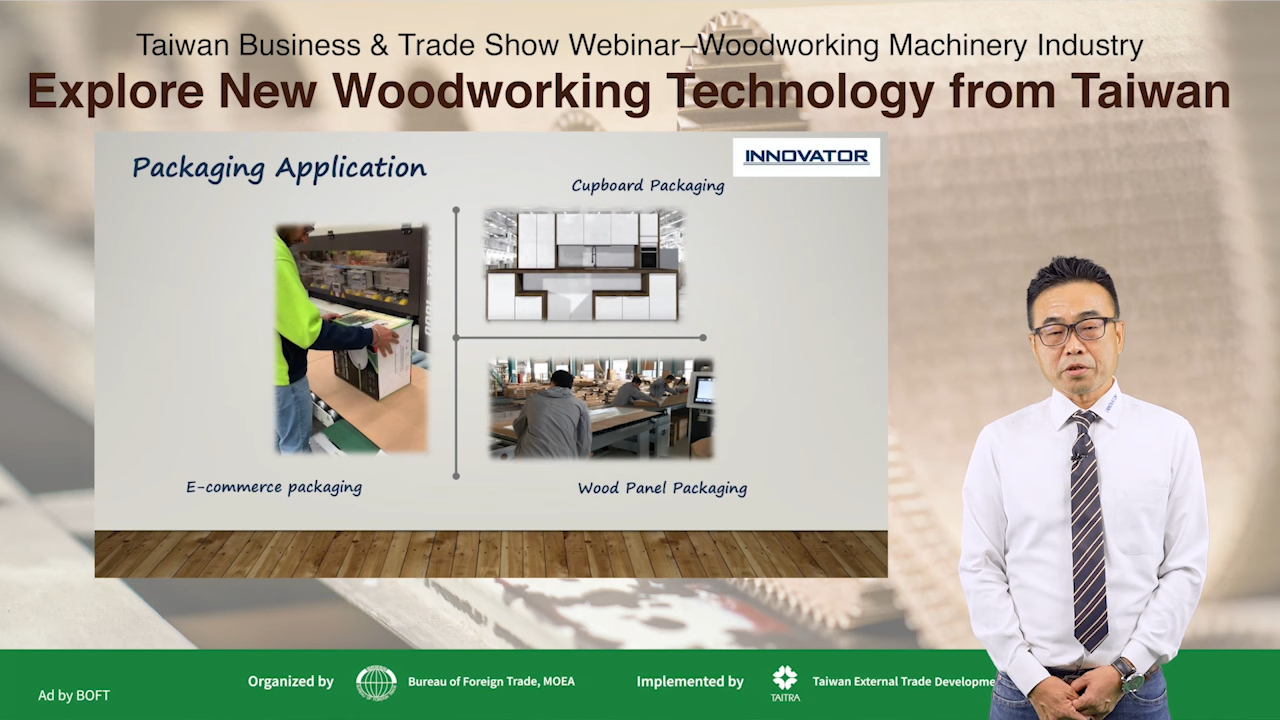 Taiwan Business & Trade Show Webinar–Woodworking Machinery Industry
Explore New Woodworking Technology from Taiwan
Packaging Application
INNOVATOR
Cupboard Packaging
E-commerce packaging
Wood Panel Packaging
Ad by BOFT
Organized by
Bureau of Foreign Trade, MOEA
Implemented by
TAITRA
Taiwan External Trade Developme